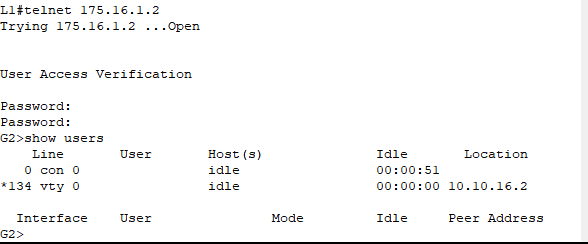 L1#telnet 175.16.1.2
Trying 175.16.1.2 ...Open
User Access Verification
Password:
Password:
G2>show users
Line User Host(s) Idle Location
0 con 0 idle 00:00:51
*134 vty 0 idle 00:00:00 10.10.16.2
Interface User Mode Idle Peer Address
G2>